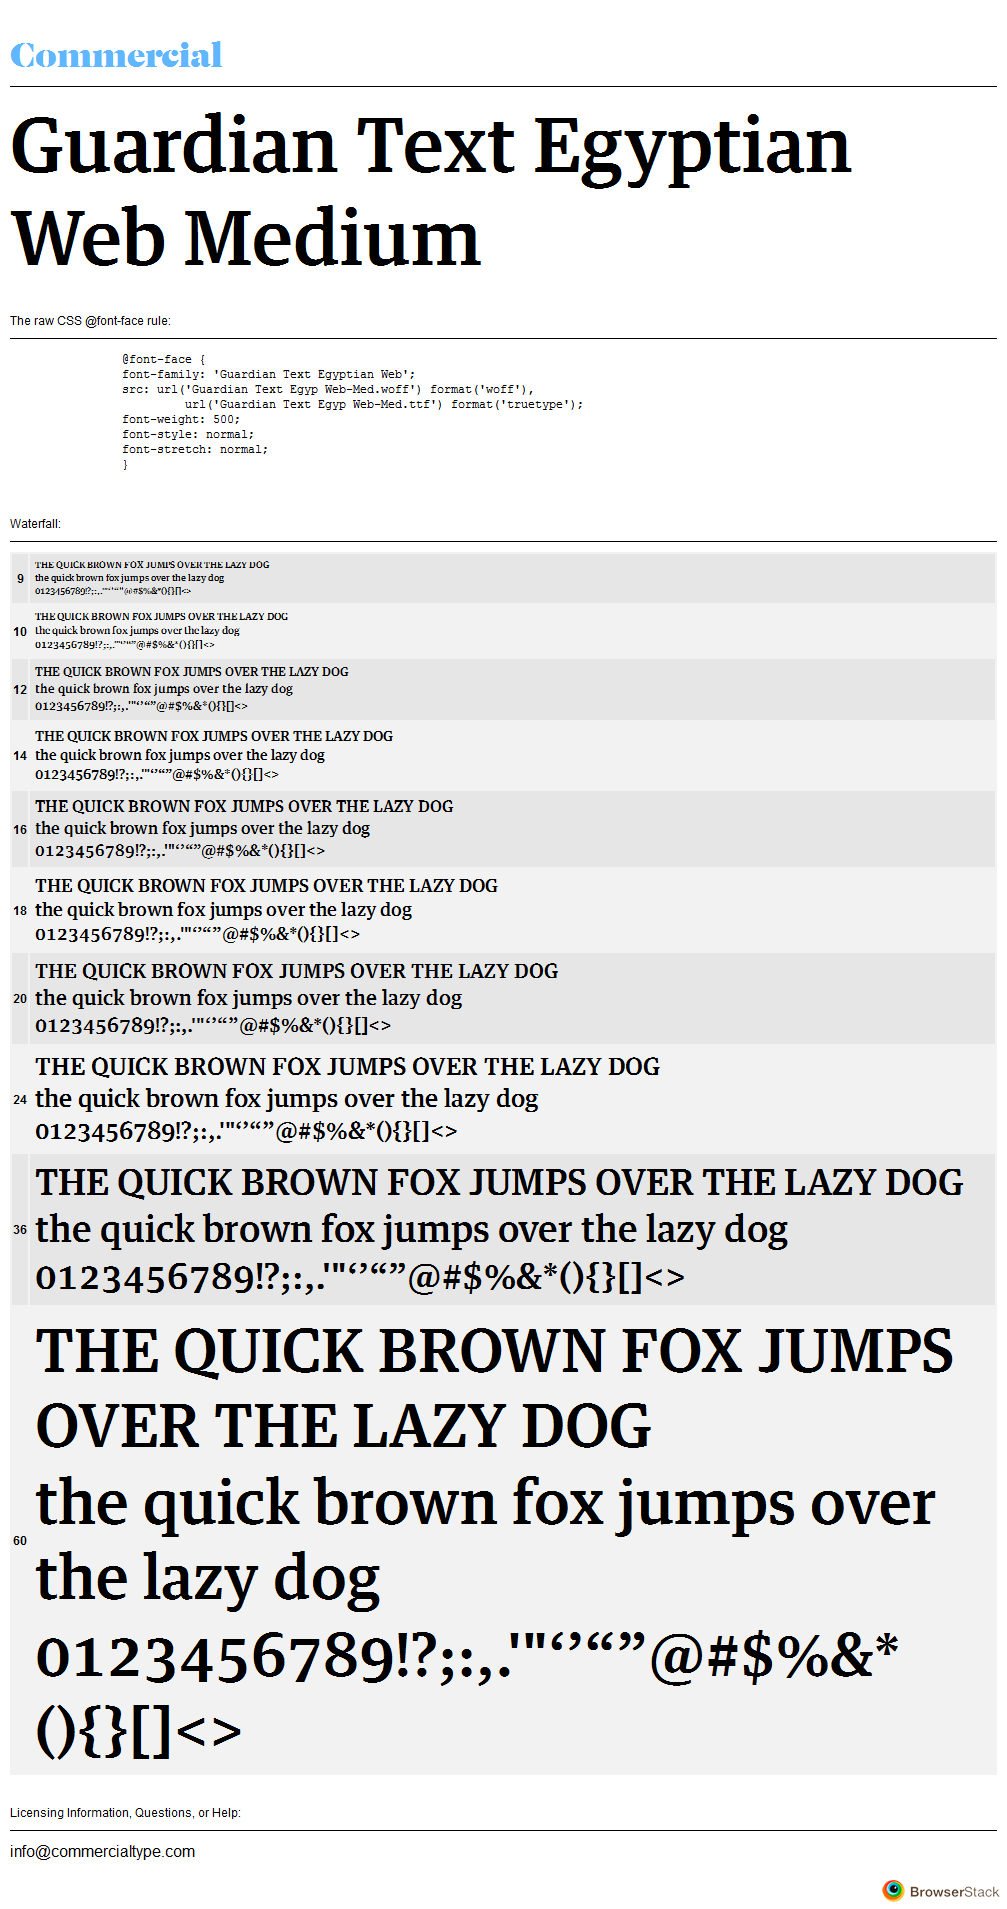 Commercial
Guardian Text Egyptian
Web Medium
The raw CSS @font-face rule:
@font-face {
font-family: 'Guardian Text Egyptian Web';
src: url('Guardian Text Egyp Web-Med.woff') format('woff'),
url('Guardian Text Egyp Web-Med.ttf') format('truetype');
font-weight: 500;
font-style: normal;
font-stretch: normal;
}
Waterfall:
THE QUICK BROWN FOX JUMPS OVER THE LAZY DOG
9 the quick brown fox jumps over the lazy dog
0123456789!?;:,.'"‘’“”@#$%&*(){}[]<>
THE QUICK BROWN FOX JUMPS OVER THE LAZY DOG
10 the quick brown fox jumps over the lazy dog
0123456789!?;:,.'"‘’“”@#$%&*(){}[]<>
THE QUICK BROWN FOX JUMPS OVER THE LAZY DOG
12 the quick brown fox jumps over the lazy dog
0123456789!?;:,.'"‘’“”@#$%&*(){}[]<>
THE QUICK BROWN FOX JUMPS OVER THE LAZY DOG
14 the quick brown fox jumps over the lazy dog
0123456789!?;:,.'"‘’“”@#$%&*(){}[]<>
THE QUICK BROWN FOX JUMPS OVER THE LAZY DOG
16 the quick brown fox jumps over the lazy dog
0123456789!?;:,.'"‘’“”@#$%&*(){}[]<>
THE QUICK BROWN FOX JUMPS OVER THE LAZY DOG
18 the quick brown fox jumps over the lazy dog
0123456789!?;:,.'"‘’“”@#$%&*(){}[]<>
THE QUICK BROWN FOX JUMPS OVER THE LAZY DOG
20 the quick brown fox jumps over the lazy dog
0123456789!?;:,.'"‘’“”@#$%&*(){}[]<>
THE QUICK BROWN FOX JUMPS OVER THE LAZY DOG
24 the quick brown fox jumps over the lazy dog
0123456789!?;:,.'"‘’“”@#$%&*(){}[]<>
THE QUICK BROWN FOX JUMPS OVER THE LAZY DOG
36 the quick brown fox jumps over the lazy dog
0123456789!?;:,.'"‘’“”@#$%&*(){}[]<>
THE QUICK BROWN FOX JUMPS
OVER THE LAZY DOG
the quick brown fox jumps over
60
the lazy dog
0123456789!?;:,.'"‘’“”@#$%&*
(){}[]<>
Licensing Information, Questions, or Help:
info@commercialtype.com
BrowserStack